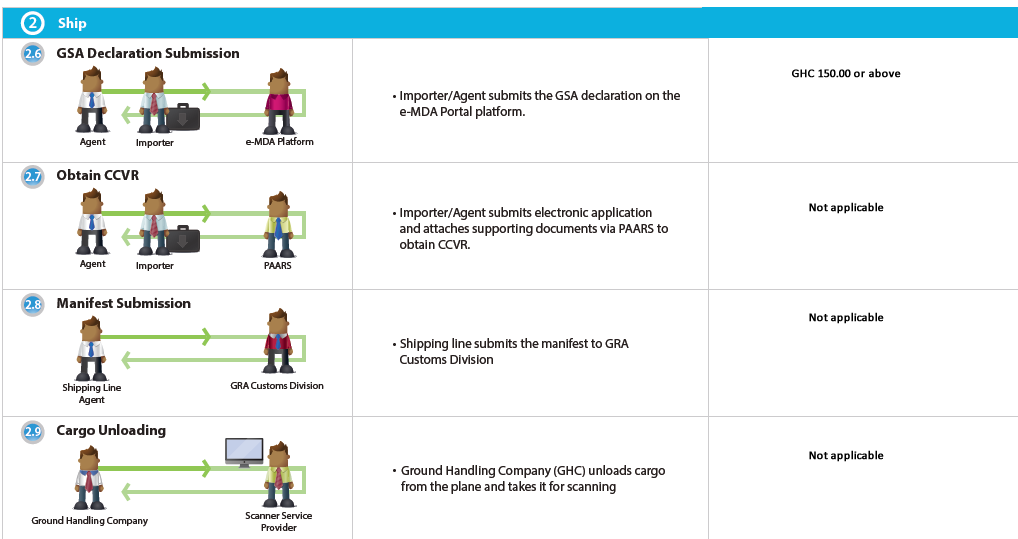 2 Ship
2.6 GSA Declaration Submission
Agent
Importer
e-MDA Platform
• Importer/Agent submits the GSA declaration on the
e-MDA Portal platform.
GHC 150.00 or above
2.7 Obtain CCVR
Agent
Importer
PAARS
• Importer/Agent submits electronic application
and attaches supporting documents via PAARS to
obtain CCVR.
Not applicable
2.8 Manifest Submission
Shipping Line
Agent
GRA Customs Division
• Shipping line submits the manifest to GRA
Customs Division
Not applicable
2.9 Cargo Unloading
Ground Handling Company
Scanner Service
Provider
• Ground Handling Company (GHC) unloads cargo
from the plane and takes it for scanning
Not applicable